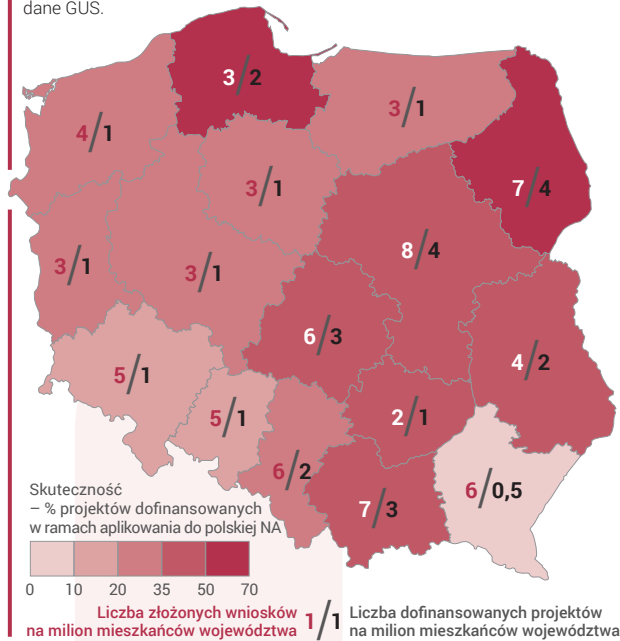 dane GUS.
3/2
4/1
3/1
7/4
3/1
8/4
3/1
3/1
6/3
4/2
5/1
5/1
2/1
6/2
7/3
6/0,5
Skuteczność
– % projektów dofinansowanych
w ramach aplikowania do polskiej NA
0 10 20 35 50 70
Liczba złożonych wniosków
na milion mieszkańców województwa
1/1
Liczba dofinansowanych projektów
na milion mieszkańców województwa